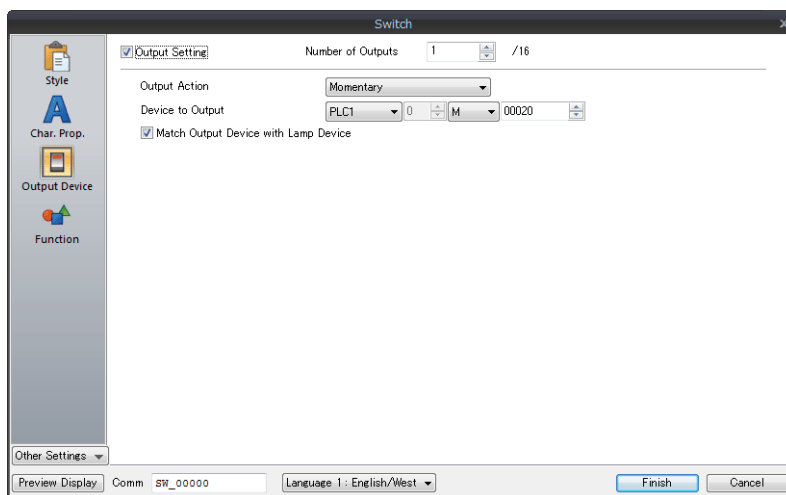 Switch
Style
Char. Prop.
Output Device
Function
Output Setting
Number of Outputs 1 /16
Output Action Momentary
Device to Output PLC1 0 M 00020
Match Output Device with Lamp Device
Other Settings
Preview Display Comm SW_00000 Language 1 : English/West Finish Cancel